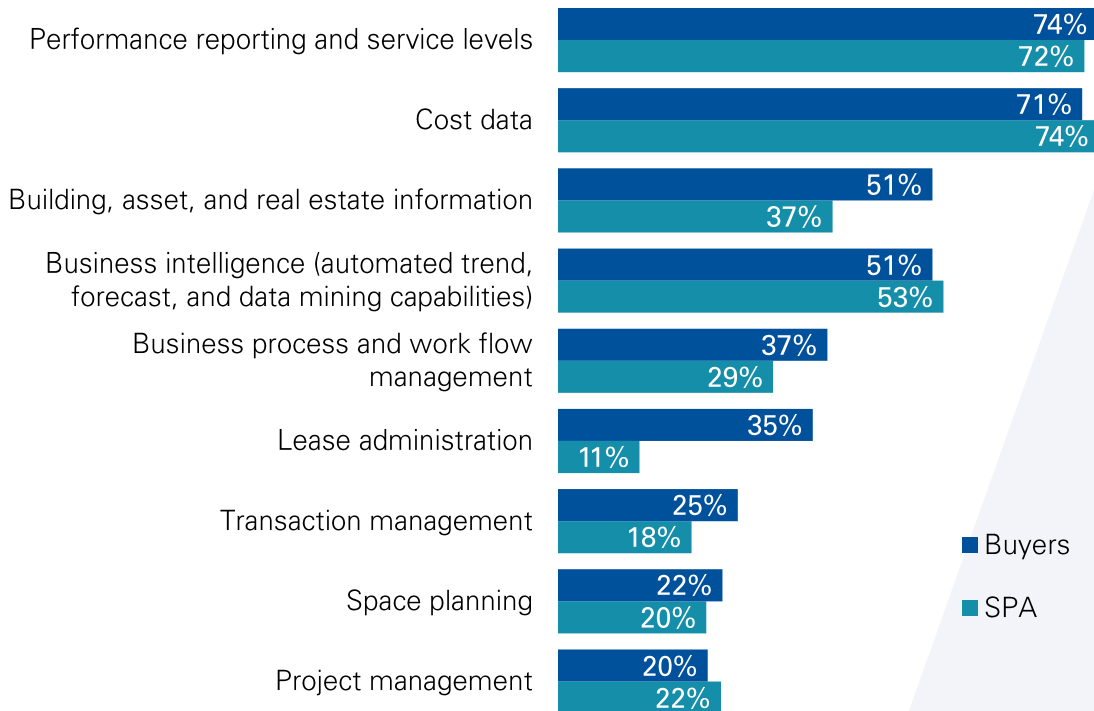 Performance reporting and service levels
74%
72%
Cost data
71%
74%
Building, asset, and real estate information
51%
37%
Business intelligence (automated trend,
forecast, and data mining capabilities)
51%
53%
Business process and work flow
management
37%
29%
Lease administration
35%
11%
Transaction management
25%
18%
Space planning
22%
20%
Project management
20%
22%
Buyers
SPA